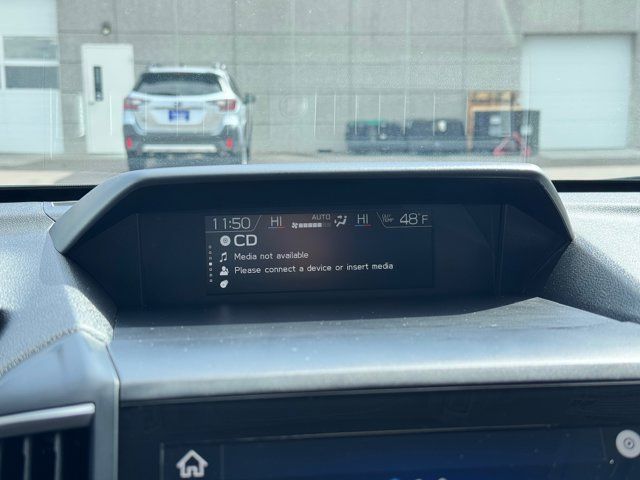 11:50 HI AUTO HI 48°F
CD
Media not available
Please connect a device or insert media